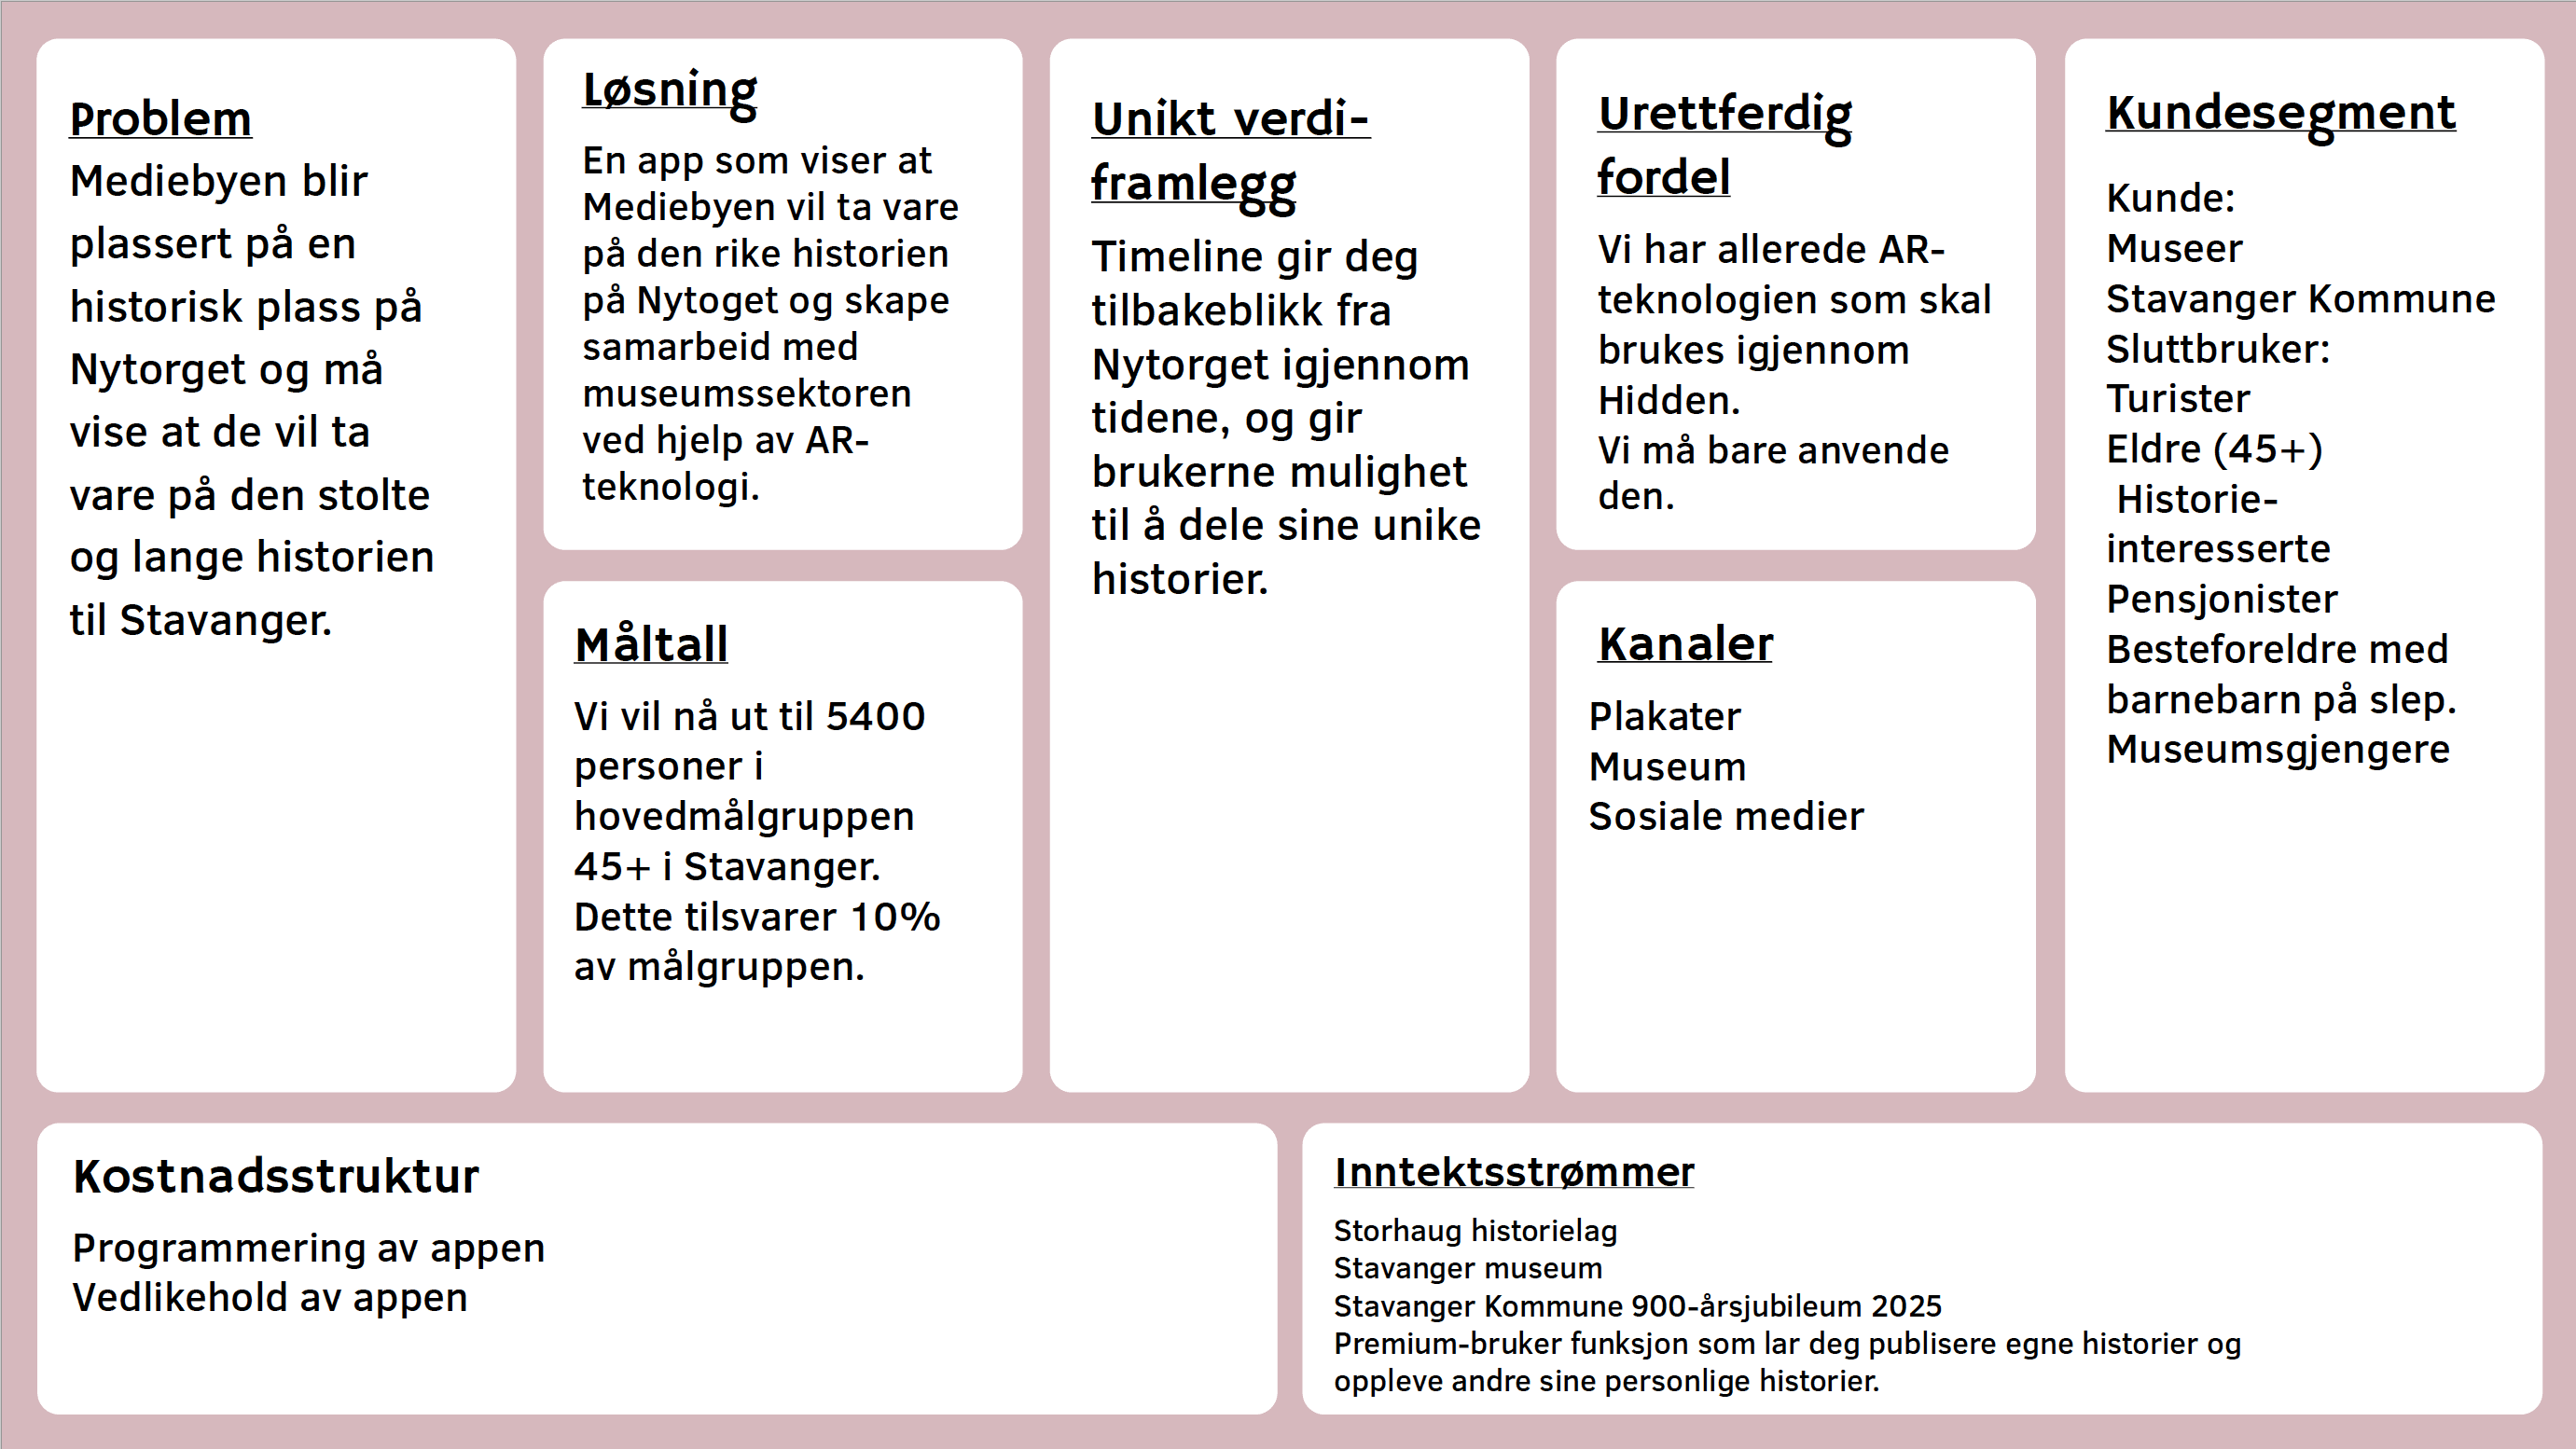 Problem
Mediebyen blir
plassert på en
historisk plass på
Nytorget og må
vise at de vil ta
vare på den stolte
og lange historien
til Stavanger.
Løsning
En app som viser at
Mediebyen vil ta vare
på den rike historien
på Nytoget og skape
samarbeid med
museumssektoren
ved hjelp av AR-
teknologi.
Måltall
Vi vil nå ut til 5400
personer i
hovedmålgruppen
45+ i Stavanger.
Dette tilsvarer 10%
av målgruppen.
Unikt verdi-
framlegg
Timeline gir deg
tilbakeblikk fra
Nytorget igjennom
tidene, og gir
brukerne mulighet
til å dele sine unike
historier.
Urettferdig
fordel
Vi har allerede AR-
teknologien som skal
brukes igjennom
Hidden.
Vi må bare anvende
den.
Kanaler
Plakater
Museum
Sosiale medier
Kundesegment
Kunde:
Museer
Stavanger Kommune
Sluttbruker:
Turister
Eldre (45+)
Historie-
interesserte
Pensjonister
Besteforeldre med
barnebarn på slep.
Museumsgjengere
Kostnadsstruktur
Programmering av appen
Vedlikehold av appen
Inntektsstrømmer
Storhaug historielag
Stavanger museum
Stavanger Kommune 900-årsjubileum 2025
Premium-bruker funksjon som lar deg publisere egne historier og
oppleve andre sine personlige historier.